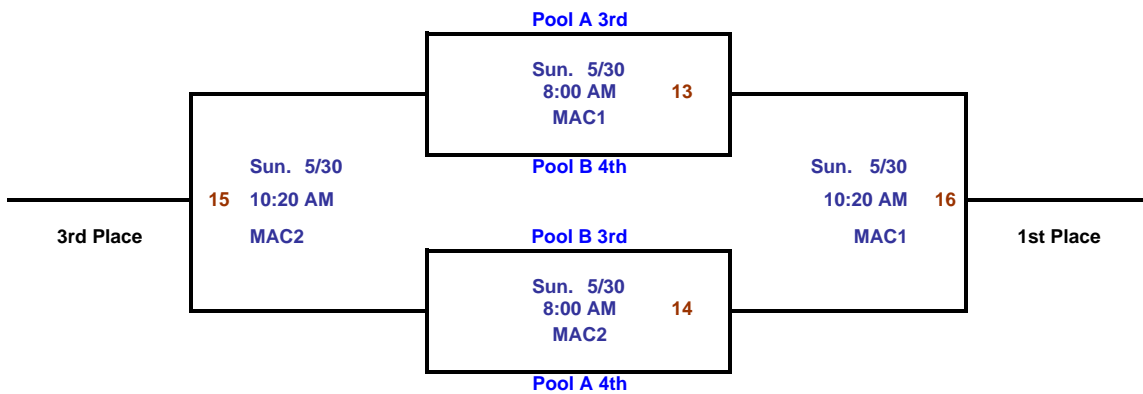 Pool A 3rd
Sun. 5/30
8:00 AM 13
MAC1
Pool B 4th
Sun. 5/30
15 10:20 AM
MAC2
3rd Place
Sun. 5/30
10:20 AM 16
MAC1
1st Place
Pool B 3rd
Sun. 5/30
8:00 AM 14
MAC2
Pool A 4th